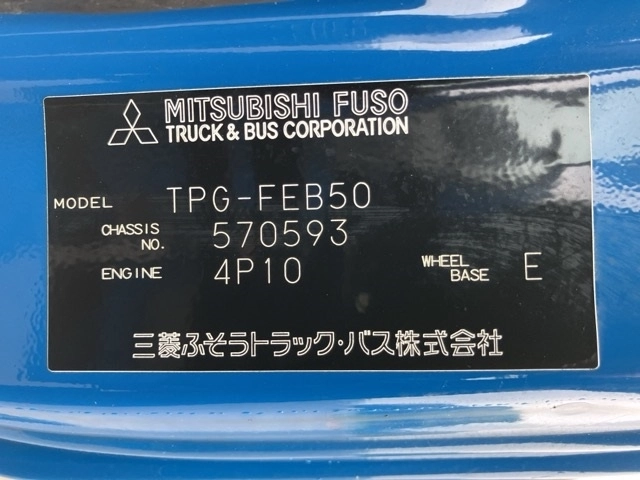 MITSUBISHI FUSO
TRUCK & BUS CORPORATION
MODEL TPG-FEB50
CHASSIS NO. 570593
ENGINE 4P10 WHEEL BASE E
三菱ふそうトラック・バス株式会社